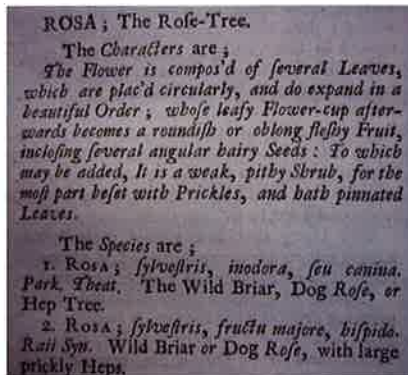 ROSA; The Roſe-Tree.
The Characters are;
The Flower is compos'd of ſeveral Leaves,
which are plac'd circularly, and do expand in a
beautiful Order; whoſe leafy Flower-cup after-
wards becomes a roundiſh or oblong fleſhy Fruit,
incloſing ſeveral angular hairy Seeds: To which
may be added, It is a weak, pithy Shrub, for the
moſt part beſet with Prickles, and hath pinnated
Leaves.
The Species are;
1. ROSA; ſylveſtris, inodora, ſeu canina.
Park. Theat. The Wild Briar, Dog Roſe, or
Hep Tree.
2. ROSA; ſylveſtris, fructu majore, hiſpido.
Raii Syn. Wild Briar or Dog Roſe, with large
prickly Heps.